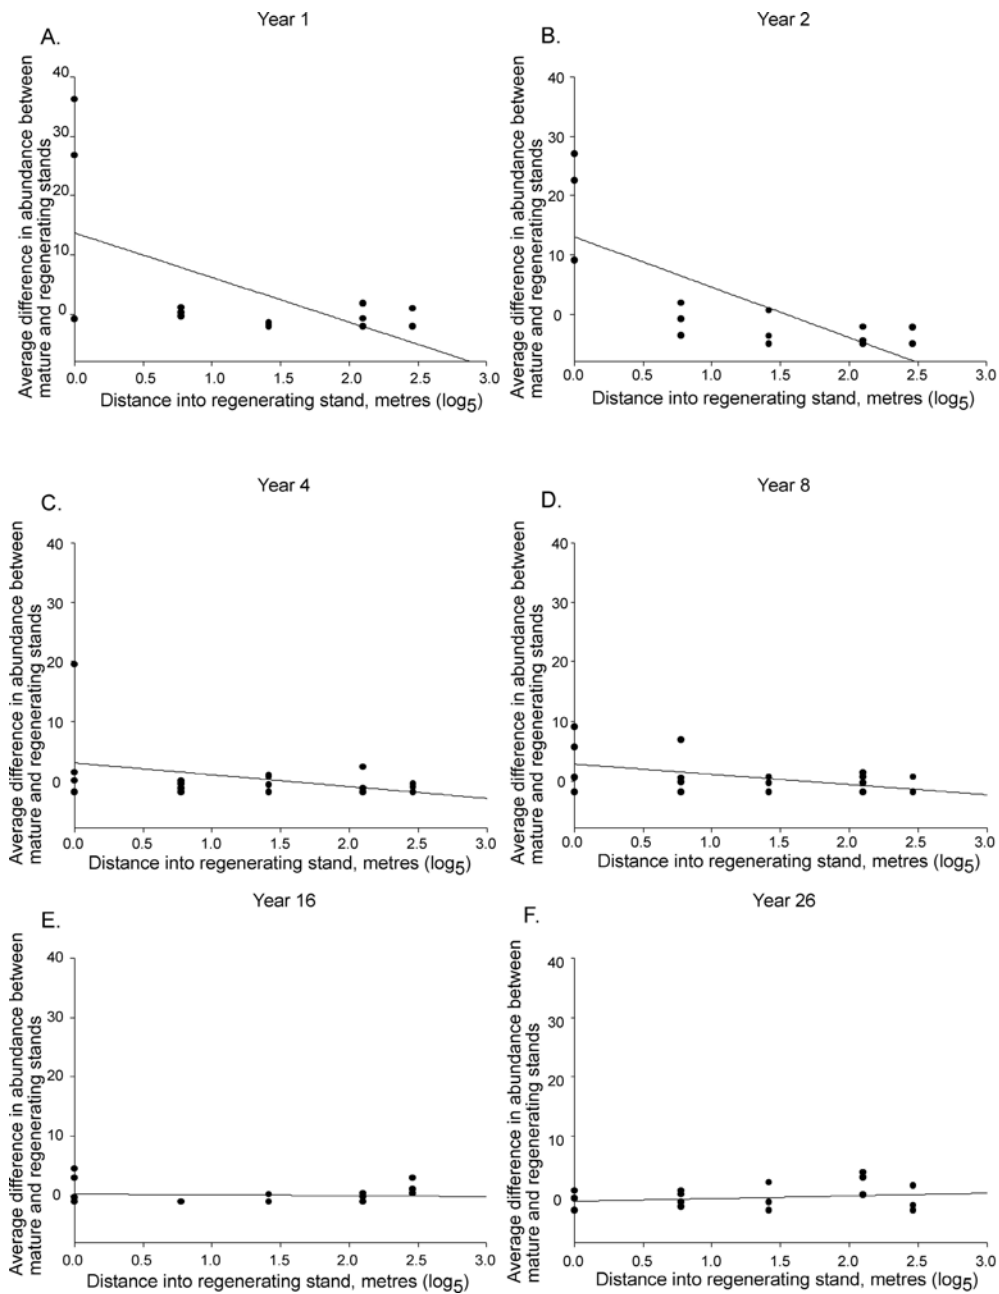 Year 1
A.
Average difference in abundance between
mature and regenerating stands
40
30
20
10
0
0.0 0.5 1.0 1.5 2.0 2.5 3.0
Distance into regenerating stand, metres (log5)
Year 2
B.
Average difference in abundance between
mature and regenerating stands
40
30
20
10
0
0.0 0.5 1.0 1.5 2.0 2.5 3.0
Distance into regenerating stand, metres (log5)
Year 4
C.
Average difference in abundance between
mature and regenerating stands
40
30
20
10
0
0.0 0.5 1.0 1.5 2.0 2.5 3.0
Distance into regenerating stand, metres (log5)
Year 8
D.
Average difference in abundance between
mature and regenerating stands
40
30
20
10
0
0.0 0.5 1.0 1.5 2.0 2.5 3.0
Distance into regenerating stand, metres (log5)
Year 16
E.
Average difference in abundance between
mature and regenerating stands
40
30
20
10
0
0.0 0.5 1.0 1.5 2.0 2.5 3.0
Distance into regenerating stand, metres (log5)
Year 26
F.
Average difference in abundance between
mature and regenerating stands
40
30
20
10
0
0.0 0.5 1.0 1.5 2.0 2.5 3.0
Distance into regenerating stand, metres (log5)